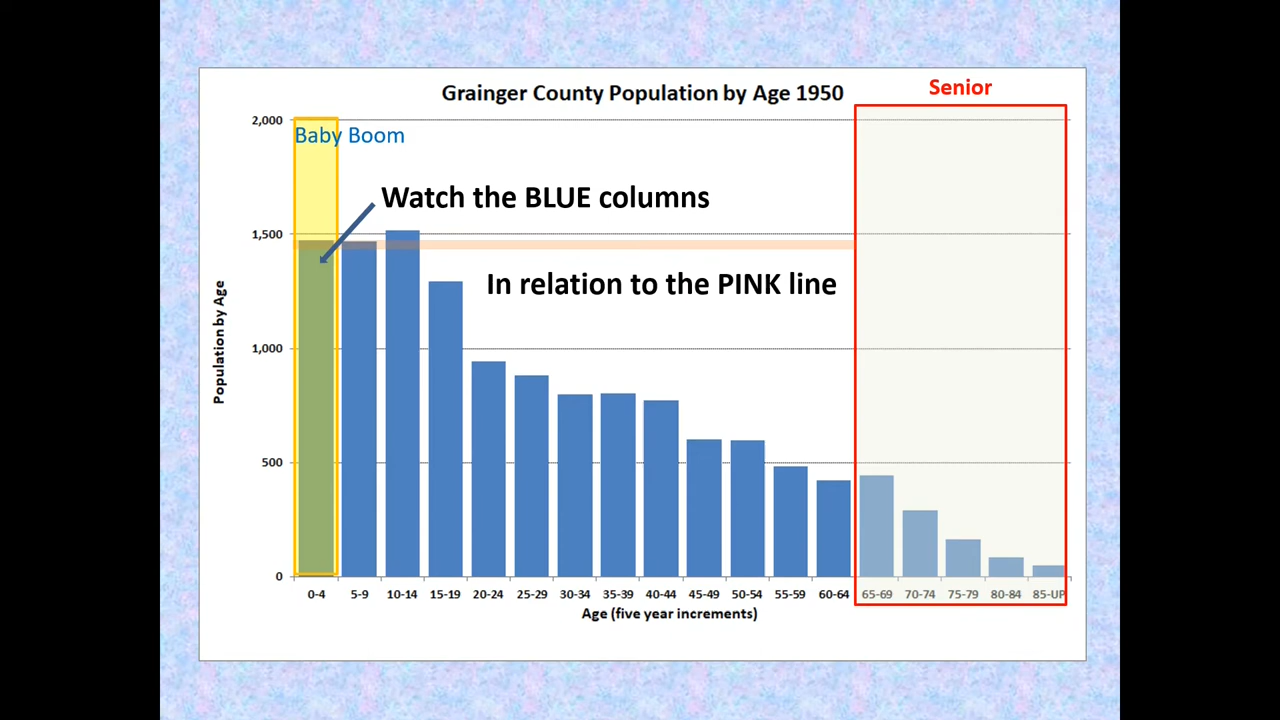 Grainger County Population by Age 1950
Senior
2,000
Baby Boom
Watch the BLUE columns
1,500
In relation to the PINK line
1,000
500
0
Population by Age
0-4 5-9 10-14 15-19 20-24 25-29 30-34 35-39 40-44 45-49 50-54 55-59 60-64 65-69 70-74 75-79 80-84 85-UP
Age (five year increments)